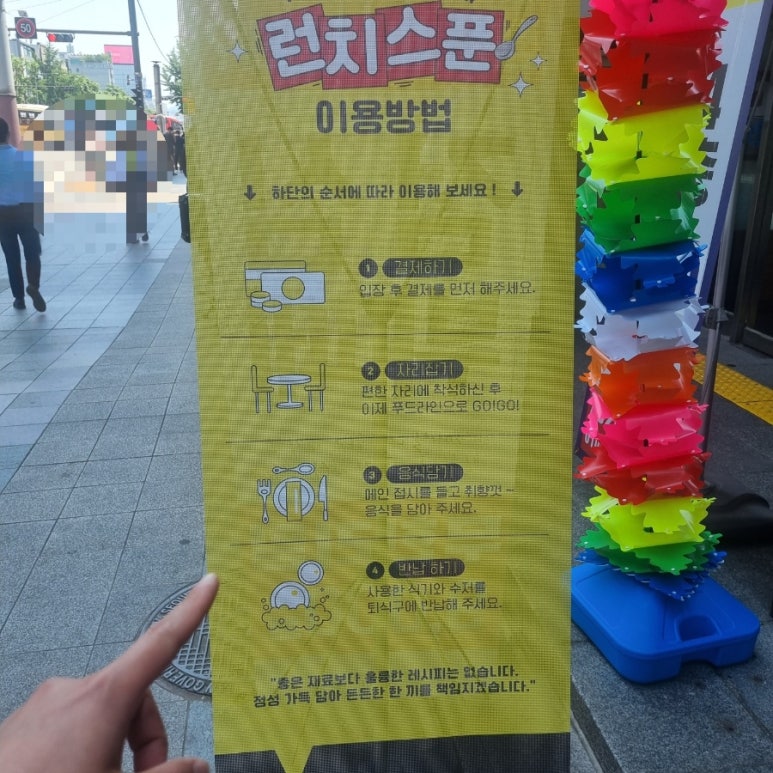 50
런치스푼
이용방법
하단의 순서에 따라 이용해 보세요!
1 결제하기
입장 후 결제를 먼저 해주세요.
2 자리잡기
편한 자리에 착석하신 후
이제 푸드라인으로 GO!GO!
3 음식담기
메인 접시를 들고 취향껏~
음식을 담아 주세요.
4 반납 하기
사용한 식기와 수저를
퇴식구에 반납해 주세요.
"좋은 재료보다 훌륭한 레시피는 없습니다.
정성 가득 담아 든든한 한 끼를 책임지겠습니다."